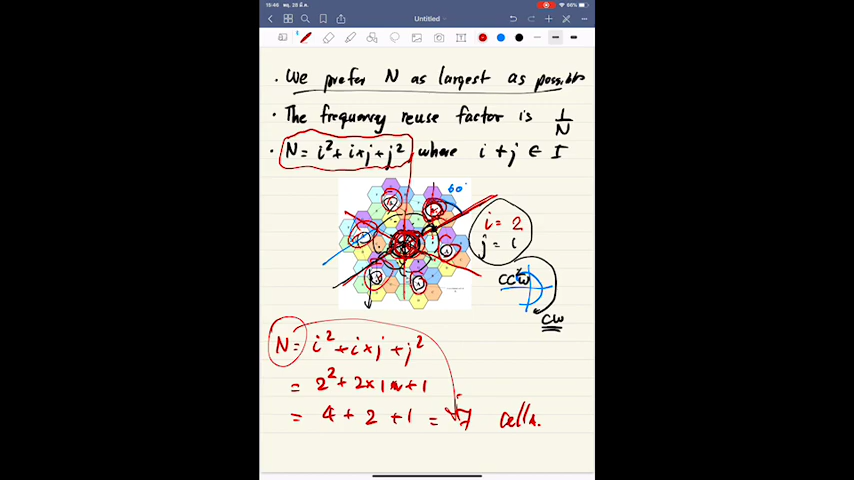 15:46
98%
Untitled
• We prefer N as largest as possible
• The frequency reuse factor is 1/N
• N = i² + i×j + j² where i + j ∈ I
60°
i = 2
j = 1
CCW
CW
N = i² + i×j + j²
= 2² + 2×1 + 1
= 4 + 2 + 1 = 7 cells.